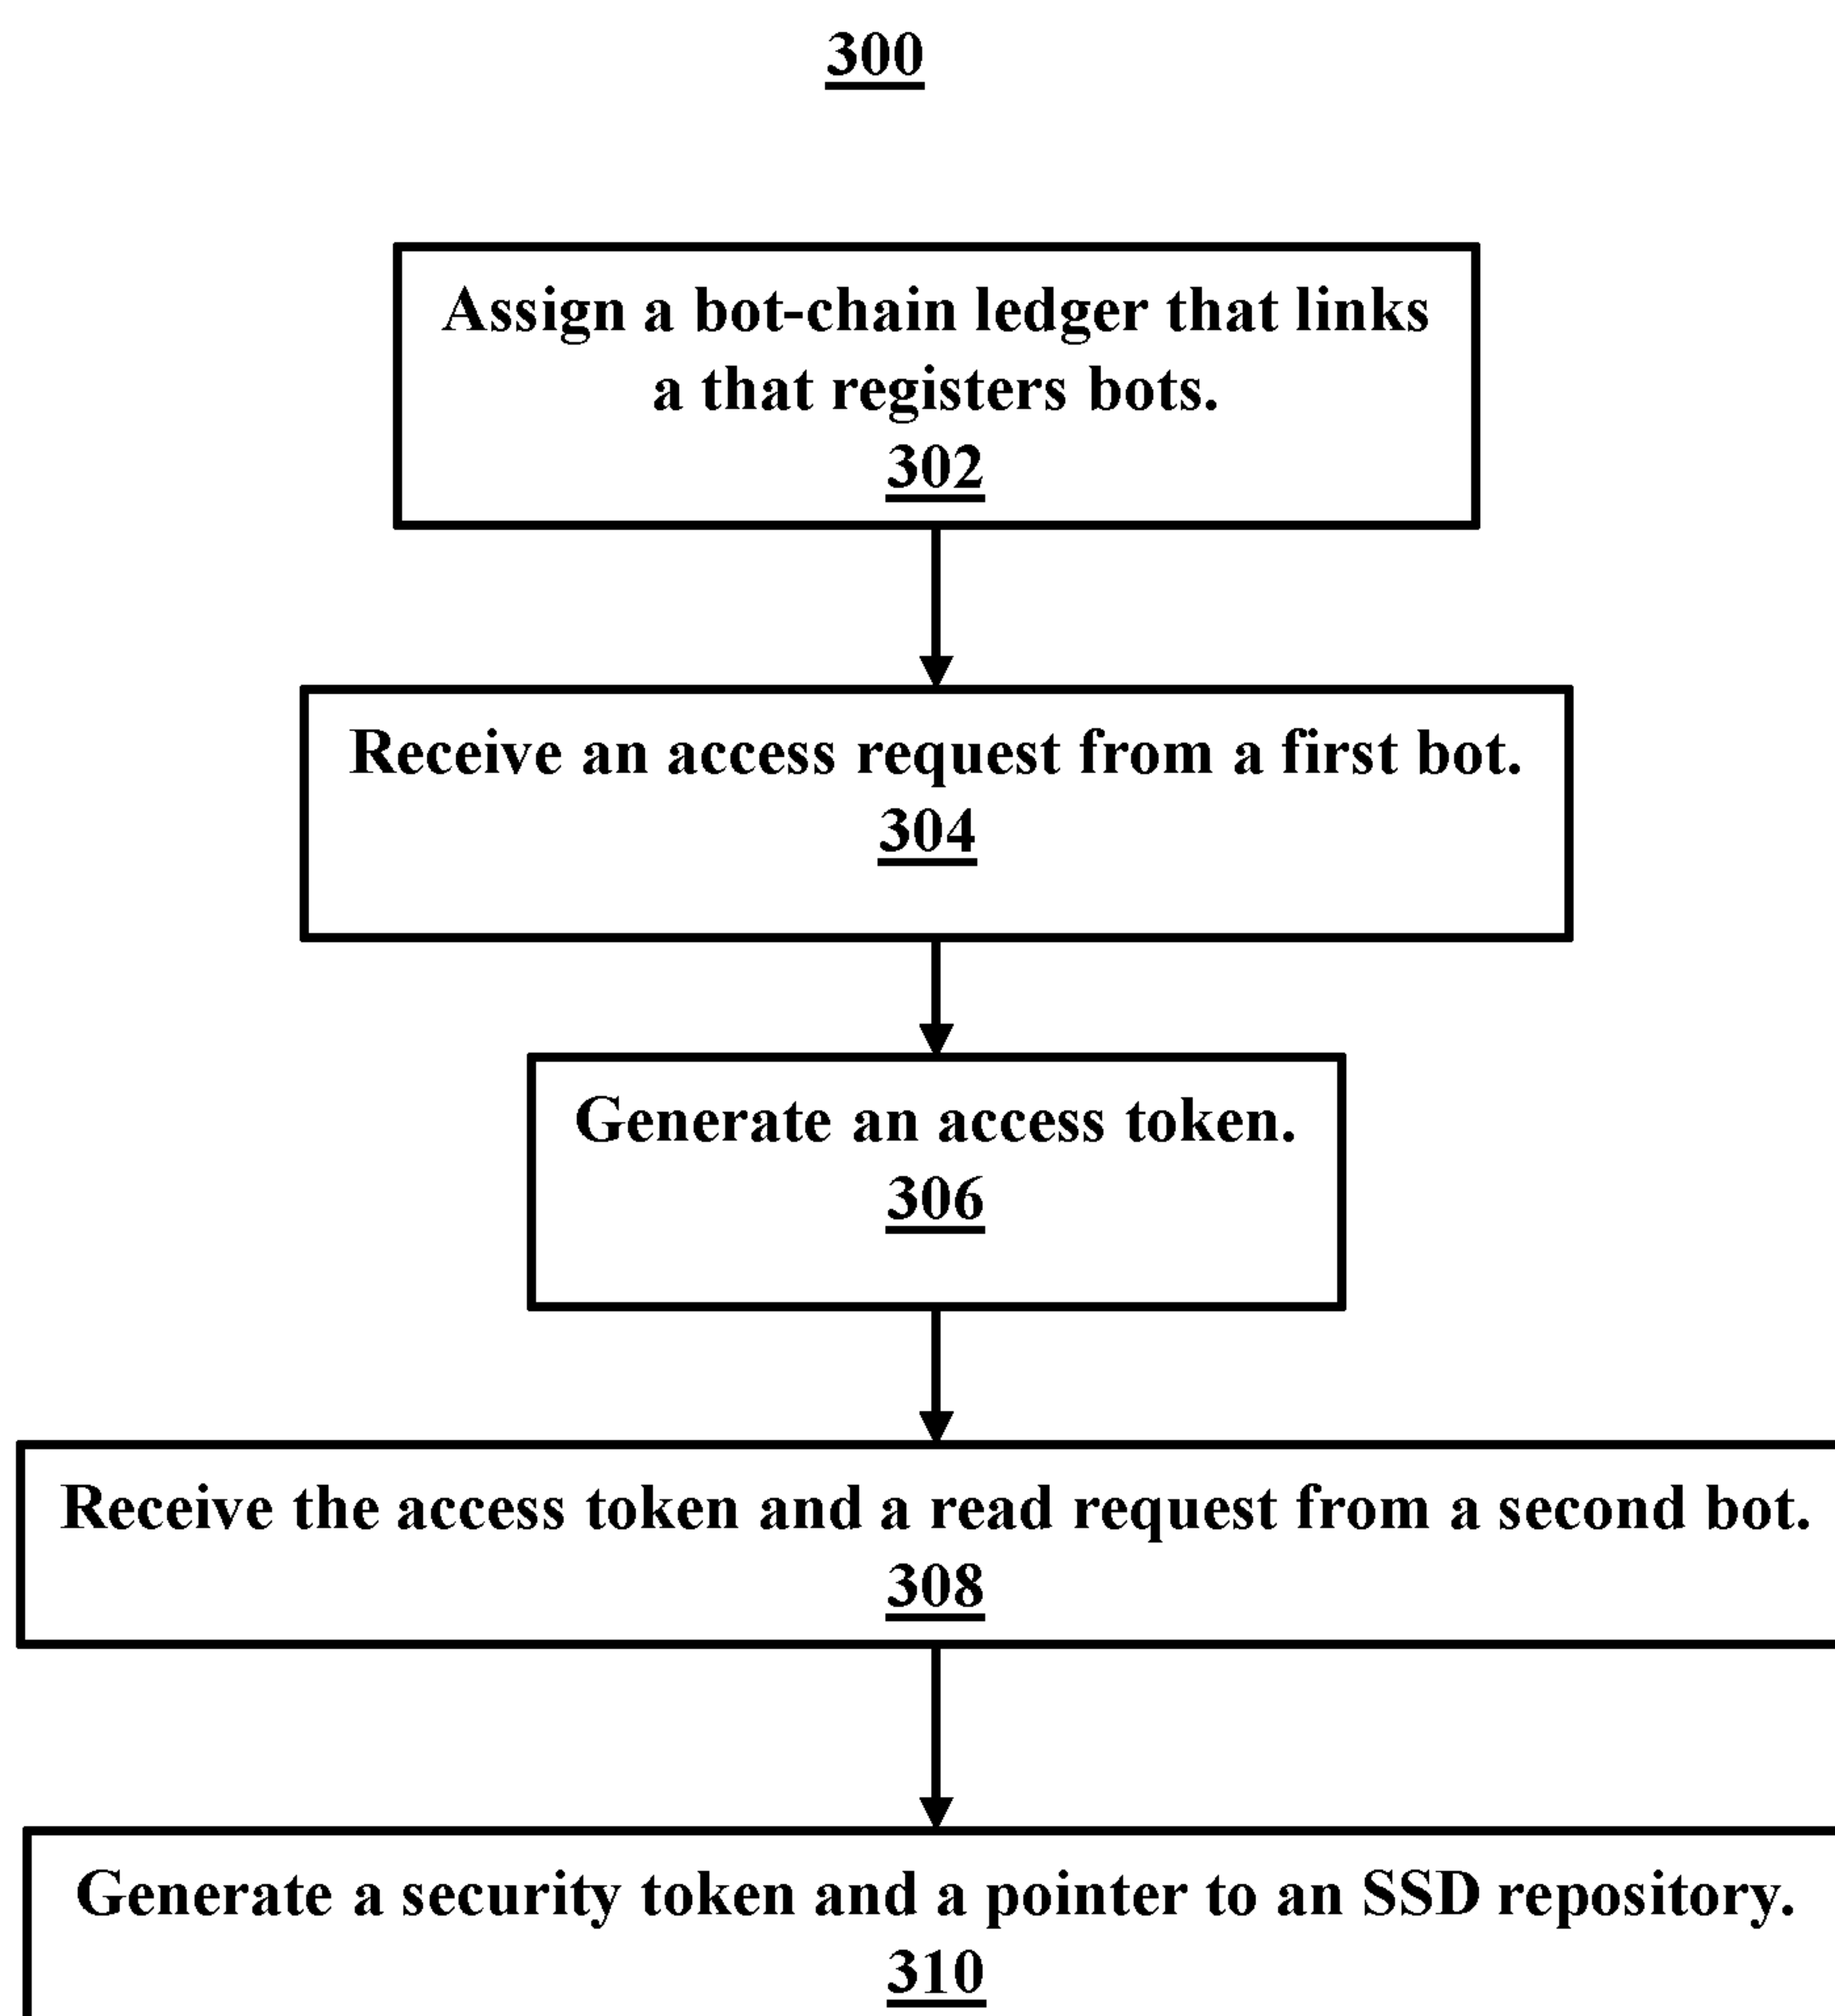 300
Assign a bot-chain ledger that links
a that registers bots.
302
Receive an access request from a first bot.
304
Generate an access token.
306
Receive the access token and a read request from a second bot.
308
Generate a security token and a pointer to an SSD repository.
310